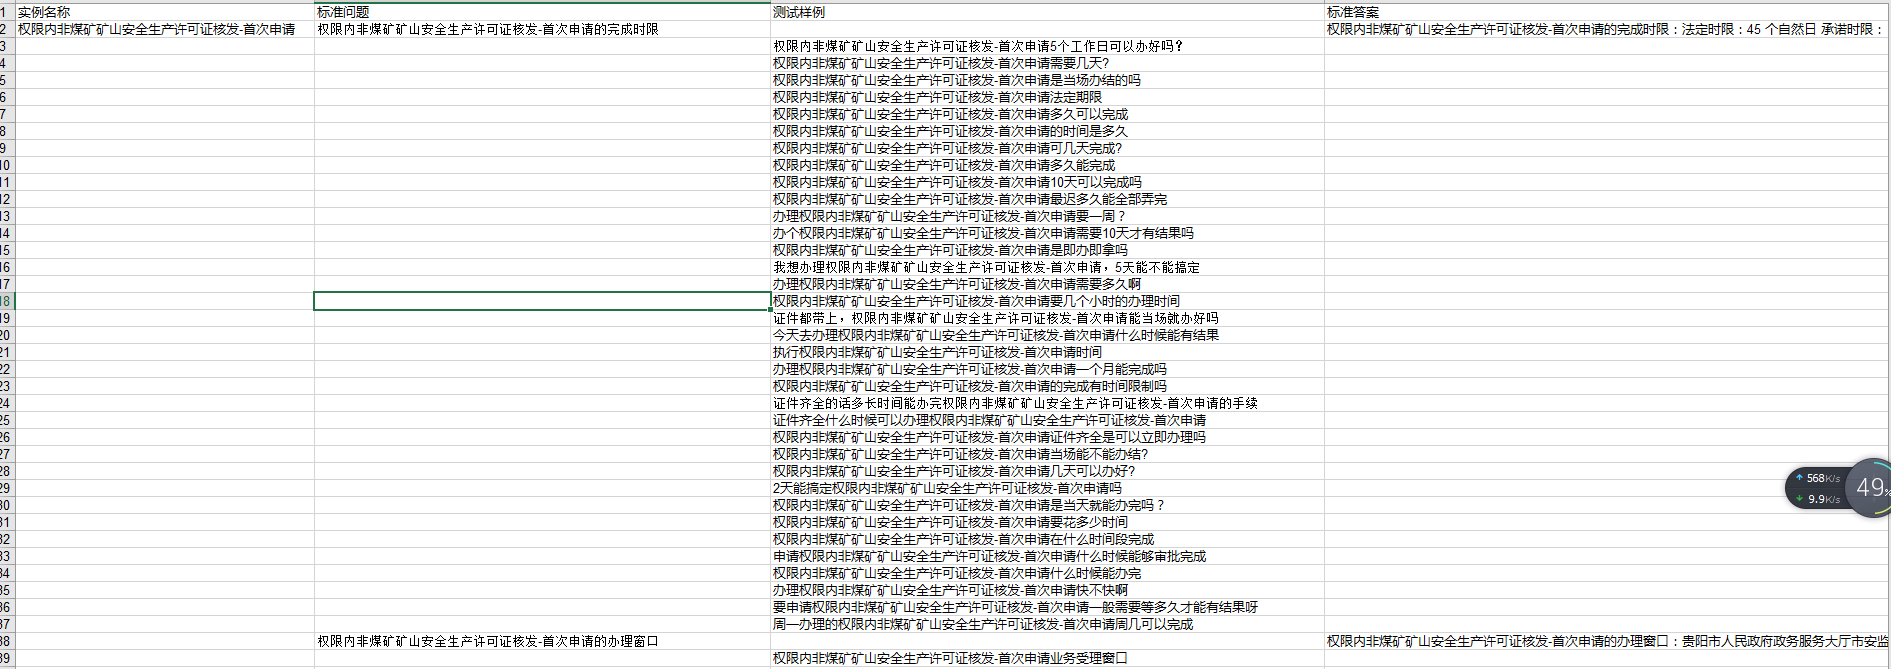 1 实例名称 标准问题 测试样例 标准答案
2 权限内非煤矿矿山安全生产许可证核发-首次申请 权限内非煤矿矿山安全生产许可证核发-首次申请的完成时限 权限内非煤矿矿山安全生产许可证核发-首次申请的完成时限：法定时限：45 个自然日 承诺时限：
3 权限内非煤矿矿山安全生产许可证核发-首次申请5个工作日可以办好吗？
4 权限内非煤矿矿山安全生产许可证核发-首次申请需要几天?
5 权限内非煤矿矿山安全生产许可证核发-首次申请是当场办结的吗
6 权限内非煤矿矿山安全生产许可证核发-首次申请法定期限
7 权限内非煤矿矿山安全生产许可证核发-首次申请多久可以完成
8 权限内非煤矿矿山安全生产许可证核发-首次申请的时间是多久
9 权限内非煤矿矿山安全生产许可证核发-首次申请可几天完成?
10 权限内非煤矿矿山安全生产许可证核发-首次申请多久能完成
11 权限内非煤矿矿山安全生产许可证核发-首次申请10天可以完成吗
12 权限内非煤矿矿山安全生产许可证核发-首次申请最迟多久能全部弄完
13 办理权限内非煤矿矿山安全生产许可证核发-首次申请要一周？
14 办个权限内非煤矿矿山安全生产许可证核发-首次申请需要10天才有结果吗
15 权限内非煤矿矿山安全生产许可证核发-首次申请是即办即拿吗
16 我想办理权限内非煤矿矿山安全生产许可证核发-首次申请，5天能不能搞定
17 办理权限内非煤矿矿山安全生产许可证核发-首次申请需要多久啊
18 权限内非煤矿矿山安全生产许可证核发-首次申请要几个小时的办理时间
19 证件都带上，权限内非煤矿矿山安全生产许可证核发-首次申请能当场就办好吗
20 今天去办理权限内非煤矿矿山安全生产许可证核发-首次申请什么时候能有结果
21 执行权限内非煤矿矿山安全生产许可证核发-首次申请时间
22 办理权限内非煤矿矿山安全生产许可证核发-首次申请一个月能完成吗
23 权限内非煤矿矿山安全生产许可证核发-首次申请的完成有时间限制吗
24 证件齐全的话多长时间能办完权限内非煤矿矿山安全生产许可证核发-首次申请的手续
25 证件齐全什么时候可以办理权限内非煤矿矿山安全生产许可证核发-首次申请
26 权限内非煤矿矿山安全生产许可证核发-首次申请证件齐全是可以立即办理吗
27 权限内非煤矿矿山安全生产许可证核发-首次申请当场能不能办结?
28 权限内非煤矿矿山安全生产许可证核发-首次申请几天可以办好?
29 2天能搞定权限内非煤矿矿山安全生产许可证核发-首次申请吗
30 权限内非煤矿矿山安全生产许可证核发-首次申请是当天就能办完吗？
31 权限内非煤矿矿山安全生产许可证核发-首次申请要花多少时间
32 权限内非煤矿矿山安全生产许可证核发-首次申请在什么时间段完成
33 申请权限内非煤矿矿山安全生产许可证核发-首次申请什么时候能够审批完成
34 权限内非煤矿矿山安全生产许可证核发-首次申请什么时候能办完
35 办理权限内非煤矿矿山安全生产许可证核发-首次申请快不快啊
36 要申请权限内非煤矿矿山安全生产许可证核发-首次申请一般需要等多久才能有结果呀
37 周一办理的权限内非煤矿矿山安全生产许可证核发-首次申请周几可以完成
38 权限内非煤矿矿山安全生产许可证核发-首次申请的办理窗口 权限内非煤矿矿山安全生产许可证核发-首次申请的办理窗口：贵阳市人民政府政务服务大厅市安监
39 权限内非煤矿矿山安全生产许可证核发-首次申请业务受理窗口
568K/s
9.9K/s
49%